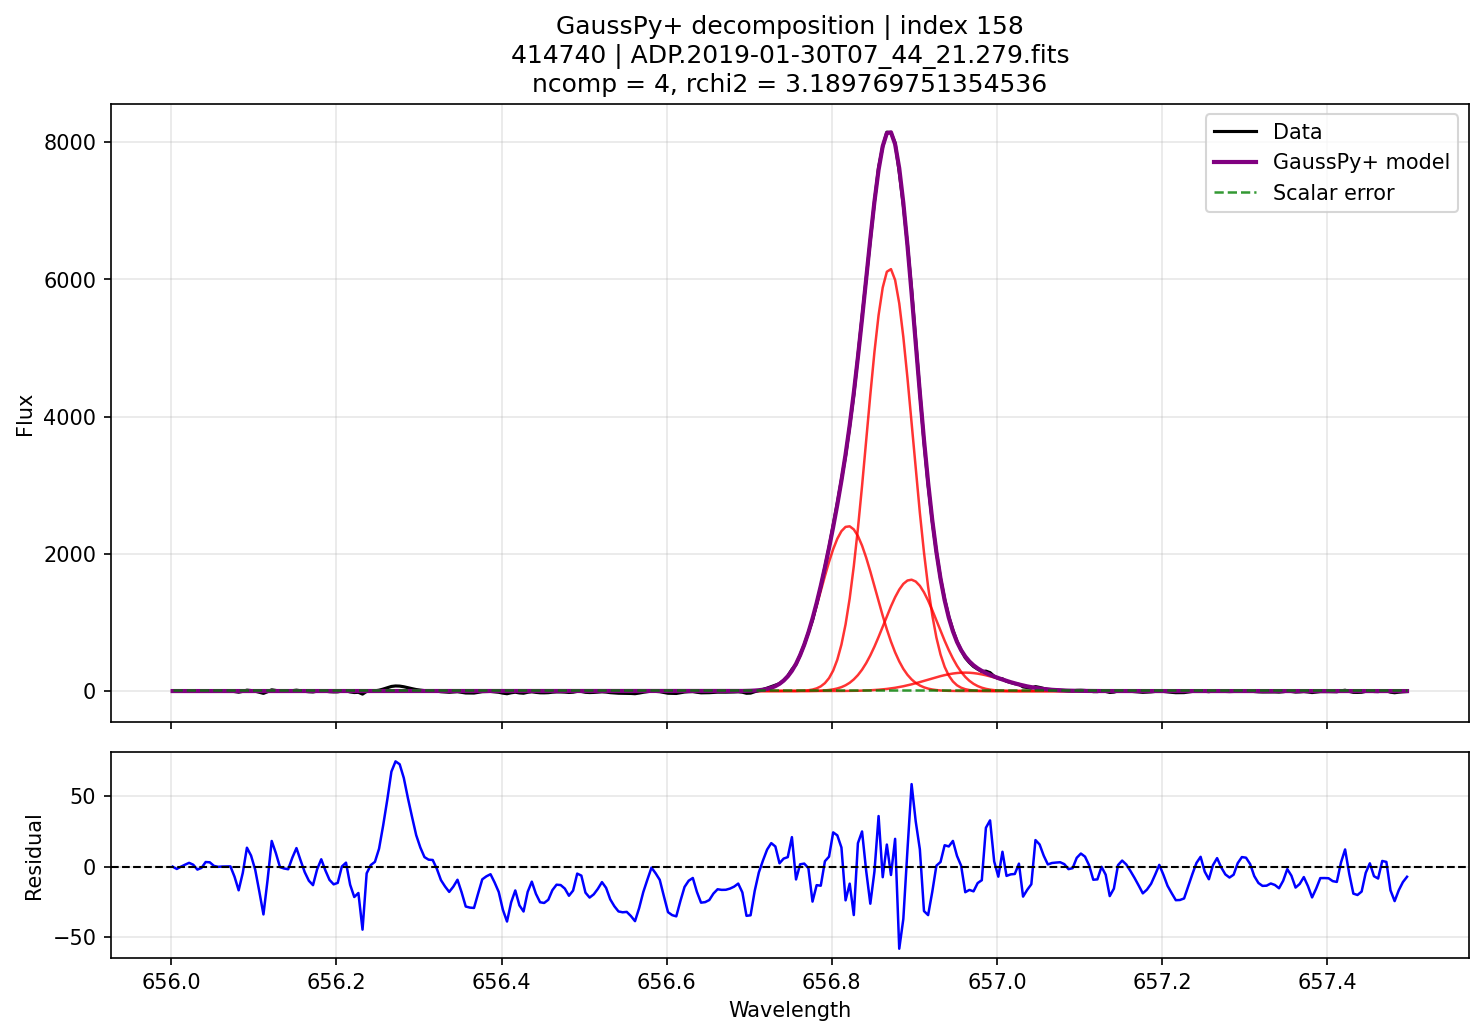 GaussPy+ decomposition | index 158
414740 | ADP.2019-01-30T07_44_21.279.fits
ncomp = 4, rchi2 = 3.189769751354536
Data
GaussPy+ model
Scalar error
8000
6000
4000
2000
0
Flux
50
0
−50
Residual
656.0 656.2 656.4 656.6 656.8 657.0 657.2 657.4
Wavelength